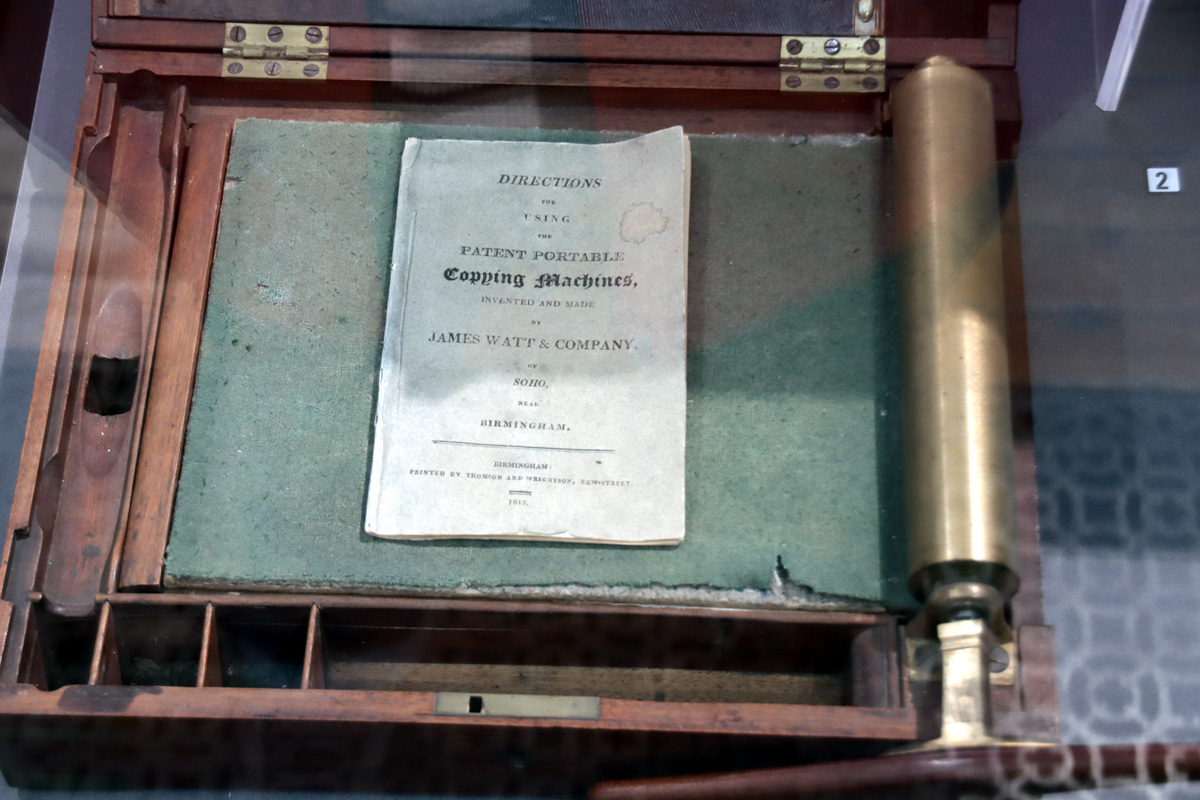 DIRECTIONS
FOR
USING
THE
PATENT PORTABLE
Copying Machines,
INVENTED AND MADE
BY
JAMES WATT & COMPANY,
OF
SOHO,
NEAR
BIRMINGHAM.
BIRMINGHAM:
PRINTED BY THOMSON AND WRIGHTSON, NEW-STREET.
1813.
2